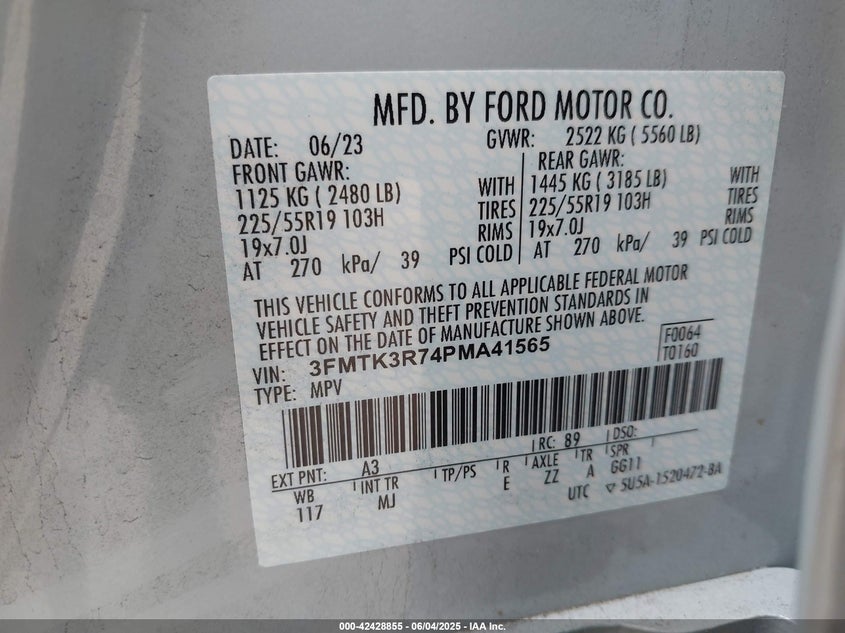 MFD. BY FORD MOTOR CO.
DATE: 06/23 GVWR: 2522 KG ( 5560 LB)
FRONT GAWR: REAR GAWR:
1125 KG ( 2480 LB) WITH 1445 KG ( 3185 LB) WITH
225/55R19 103H TIRES 225/55R19 103H TIRES
19x7.0J RIMS 19x7.0J RIMS
AT 270 kPa/ 39 PSI COLD AT 270 kPa/ 39 PSI COLD
THIS VEHICLE CONFORMS TO ALL APPLICABLE FEDERAL MOTOR
VEHICLE SAFETY AND THEFT PREVENTION STANDARDS IN
EFFECT ON THE DATE OF MANUFACTURE SHOWN ABOVE.
VIN: 3FMTK3R74PMA41565 F0064
TYPE: MPV T0160
EXT PNT: A3 RC: 89 DSO:
WB INT TR TP/PS R AXLE TR SPR
117 MJ E ZZ A GG11
UTC ▽ 5U5A-1520472-BA
000-42428855 - 06/04/2025 - IAA Inc.